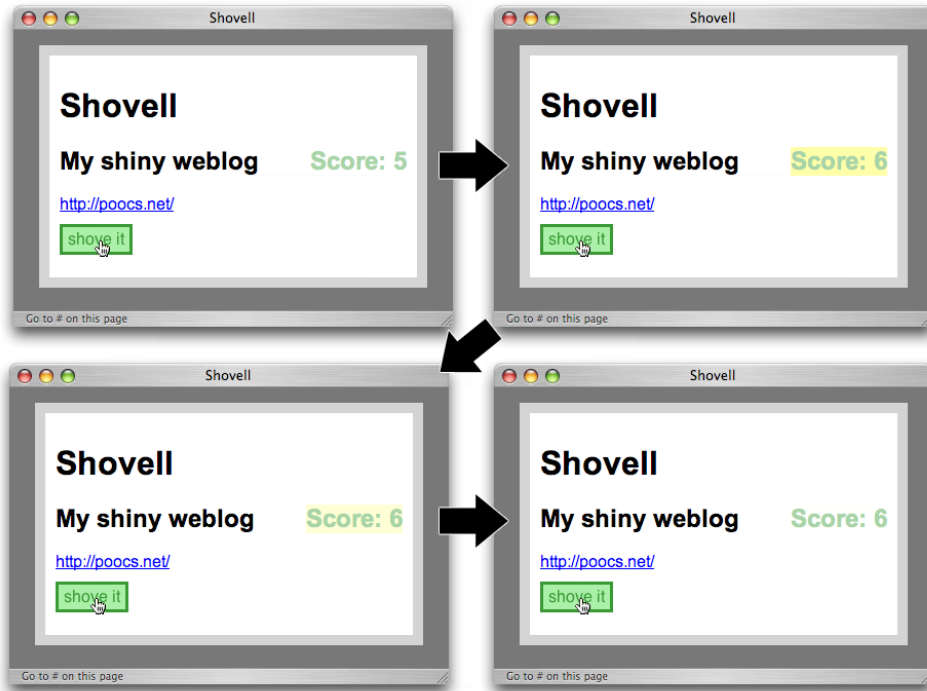 Shovell
Shovell
My shiny weblog Score: 5
http://poocs.net/
shove it
Go to # on this page
Shovell
Shovell
My shiny weblog Score: 6
http://poocs.net/
shove it
Go to # on this page
Shovell
Shovell
My shiny weblog Score: 6
http://poocs.net/
shove it
Go to # on this page
Shovell
Shovell
My shiny weblog Score: 6
http://poocs.net/
shove it
Go to # on this page